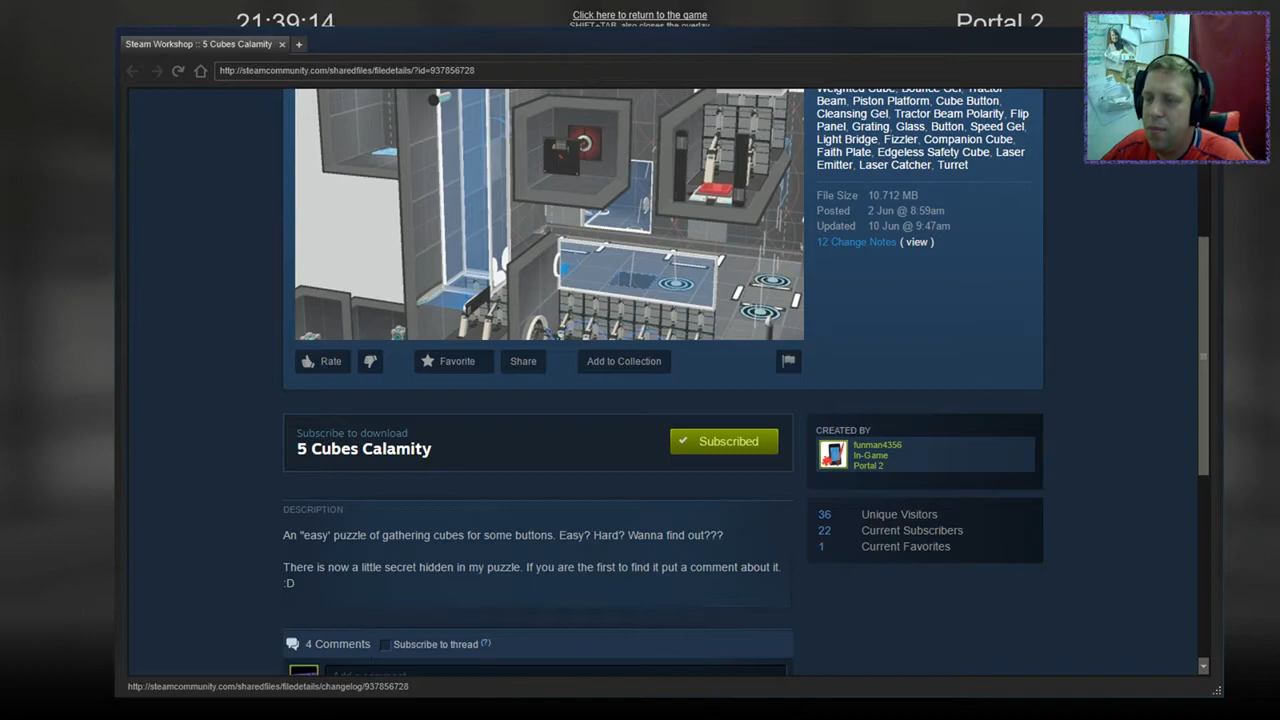 21:39:14
Click here to return to the game
SHIFT+TAB also closes the overlay
Portal 2
Steam Workshop :: 5 Cubes Calamity
http://steamcommunity.com/sharedfiles/filedetails/?id=937856728
Weighted Cube, Bounce Gel, Tractor
Beam, Piston Platform, Cube Button,
Cleansing Gel, Tractor Beam Polarity, Flip
Panel, Grating, Glass, Button, Speed Gel,
Light Bridge, Fizzler, Companion Cube,
Faith Plate, Edgeless Safety Cube, Laser
Emitter, Laser Catcher, Turret
File Size 10.712 MB
Posted 2 Jun @ 8:59am
Updated 10 Jun @ 9:47am
12 Change Notes ( view )
Rate
Favorite
Share
Add to Collection
Subscribe to download
5 Cubes Calamity
Subscribed
CREATED BY
funman4356
In-Game
Portal 2
36 Unique Visitors
22 Current Subscribers
1 Current Favorites
DESCRIPTION
An "easy' puzzle of gathering cubes for some buttons. Easy? Hard? Wanna find out???
There is now a little secret hidden in my puzzle. If you are the first to find it put a comment about it.
:D
4 Comments
Subscribe to thread (?)
Add a comment
http://steamcommunity.com/sharedfiles/filedetails/changelog/937856728